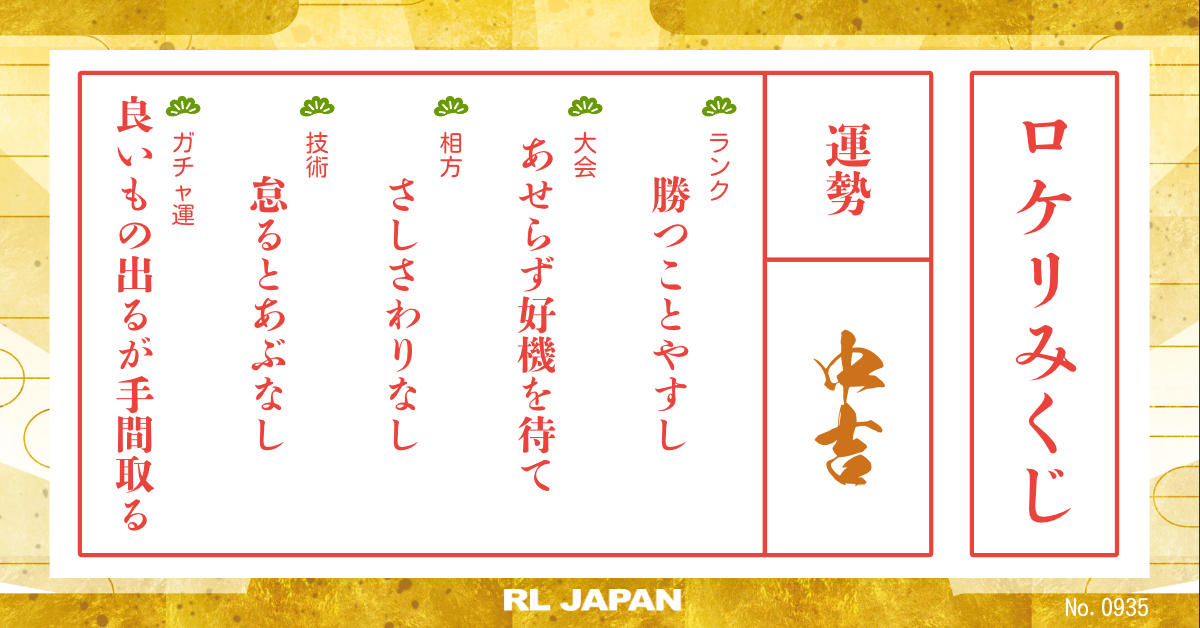 ロケリみくじ
運勢
中吉
ランク
勝つことやすし
大会
あせらず好機を待て
相方
さしさわりなし
技術
怠るとあぶなし
ガチャ運
良いもの出るが手間取る
RL JAPAN
No. 0935